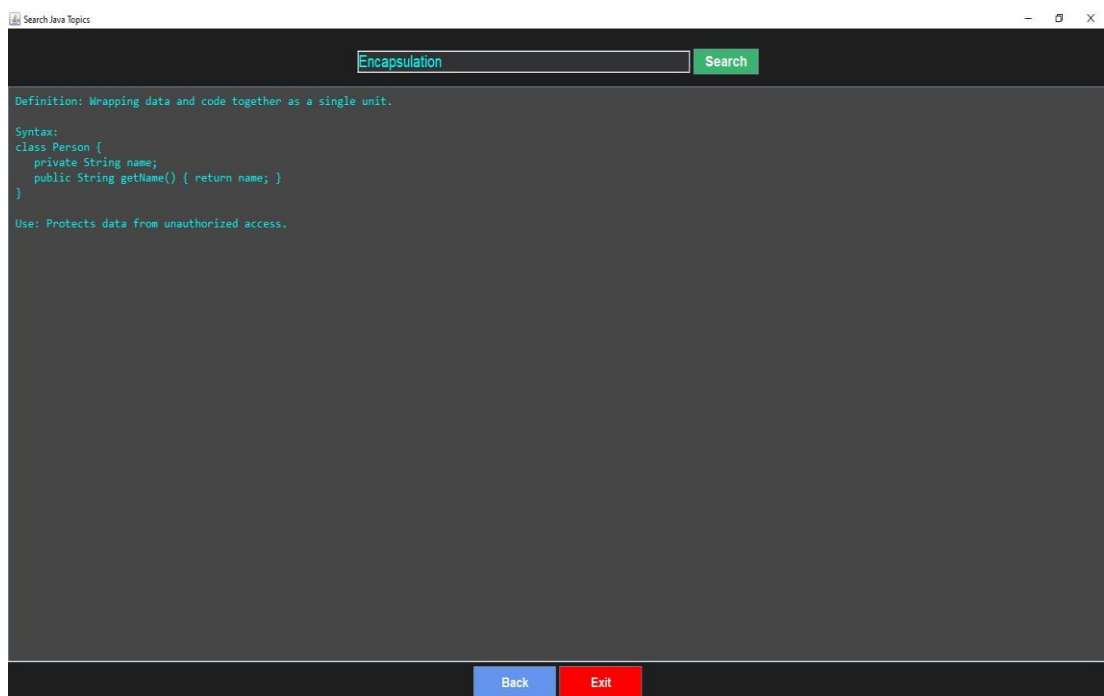 Search Java Topics
Encapsulation Search
Definition: Wrapping data and code together as a single unit.
Syntax:
class Person {
   private String name;
   public String getName() { return name; }
}
Use: Protects data from unauthorized access.
Back Exit